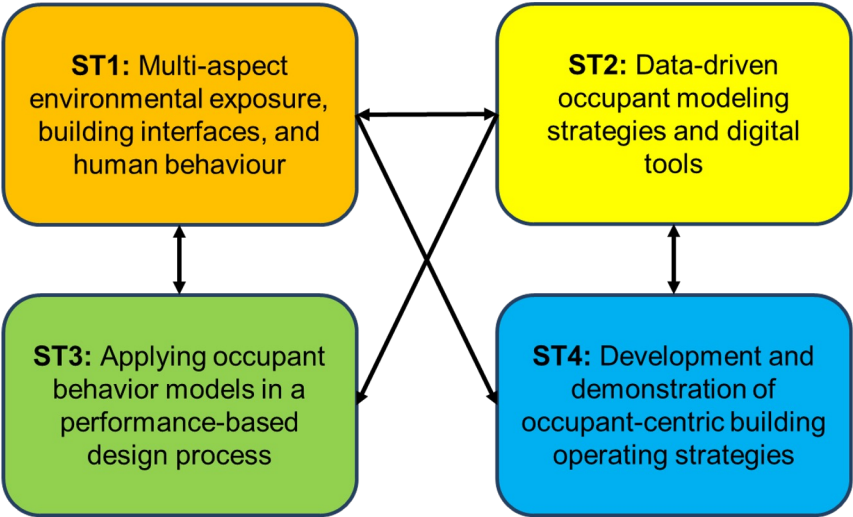 ST1: Multi-aspect
environmental exposure,
building interfaces, and
human behaviour
ST2: Data-driven
occupant modeling
strategies and digital
tools
ST3: Applying occupant
behavior models in a
performance-based
design process
ST4: Development and
demonstration of
occupant-centric building
operating strategies